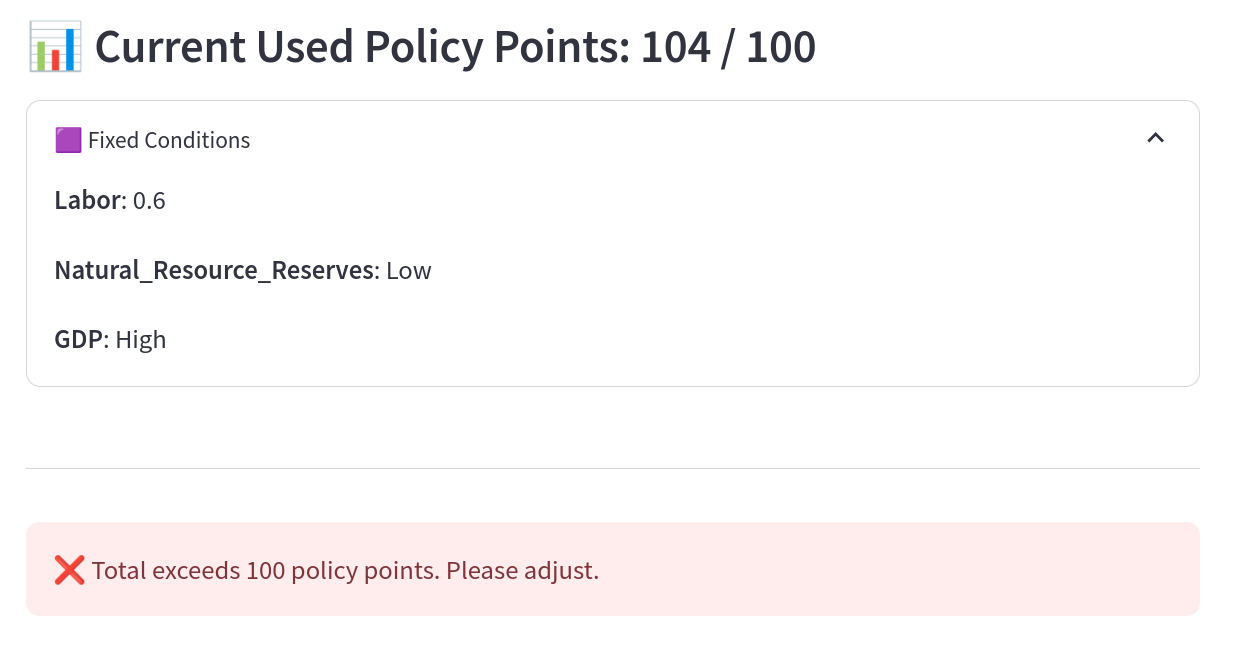 Current Used Policy Points: 104 / 100
Fixed Conditions
Labor: 0.6
Natural_Resource_Reserves: Low
GDP: High
❌ Total exceeds 100 policy points. Please adjust.